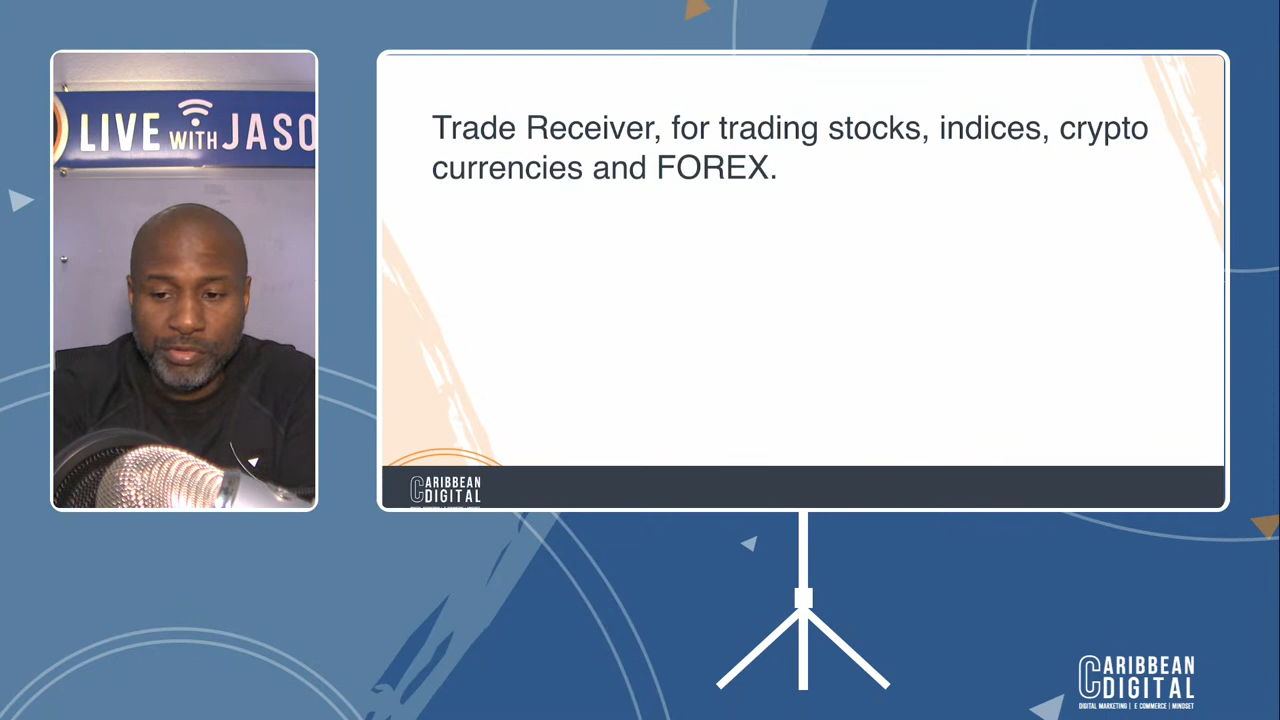 LIVE WITH JASO
Trade Receiver, for trading stocks, indices, crypto
currencies and FOREX.
CARIBBEAN
DIGITAL
CARIBBEAN
DIGITAL
DIGITAL MARKETING | E COMMERCE | MINDSET